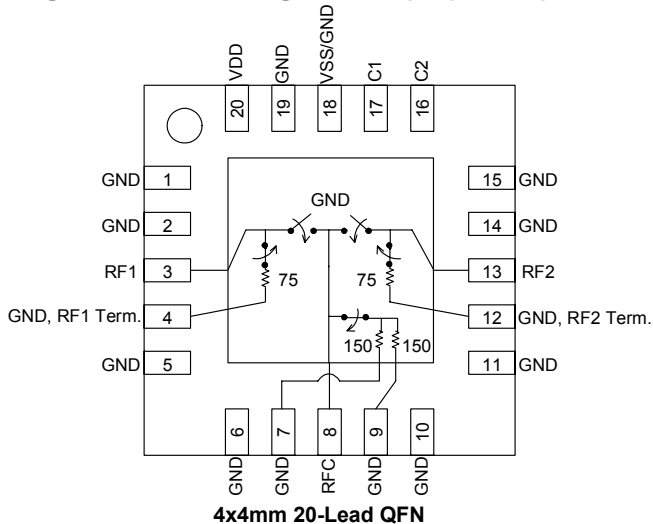 VDD GND VSS/GND C1 C2
20 19 18 17 16
GND 1 15 GND
GND
GND 2 14 GND
RF1 3 75 75 13 RF2
GND, RF1 Term. 4 12 GND, RF2 Term.
150 150
GND 5 11 GND
6 7 8 9 10
GND GND RFC GND GND
4x4mm 20-Lead QFN